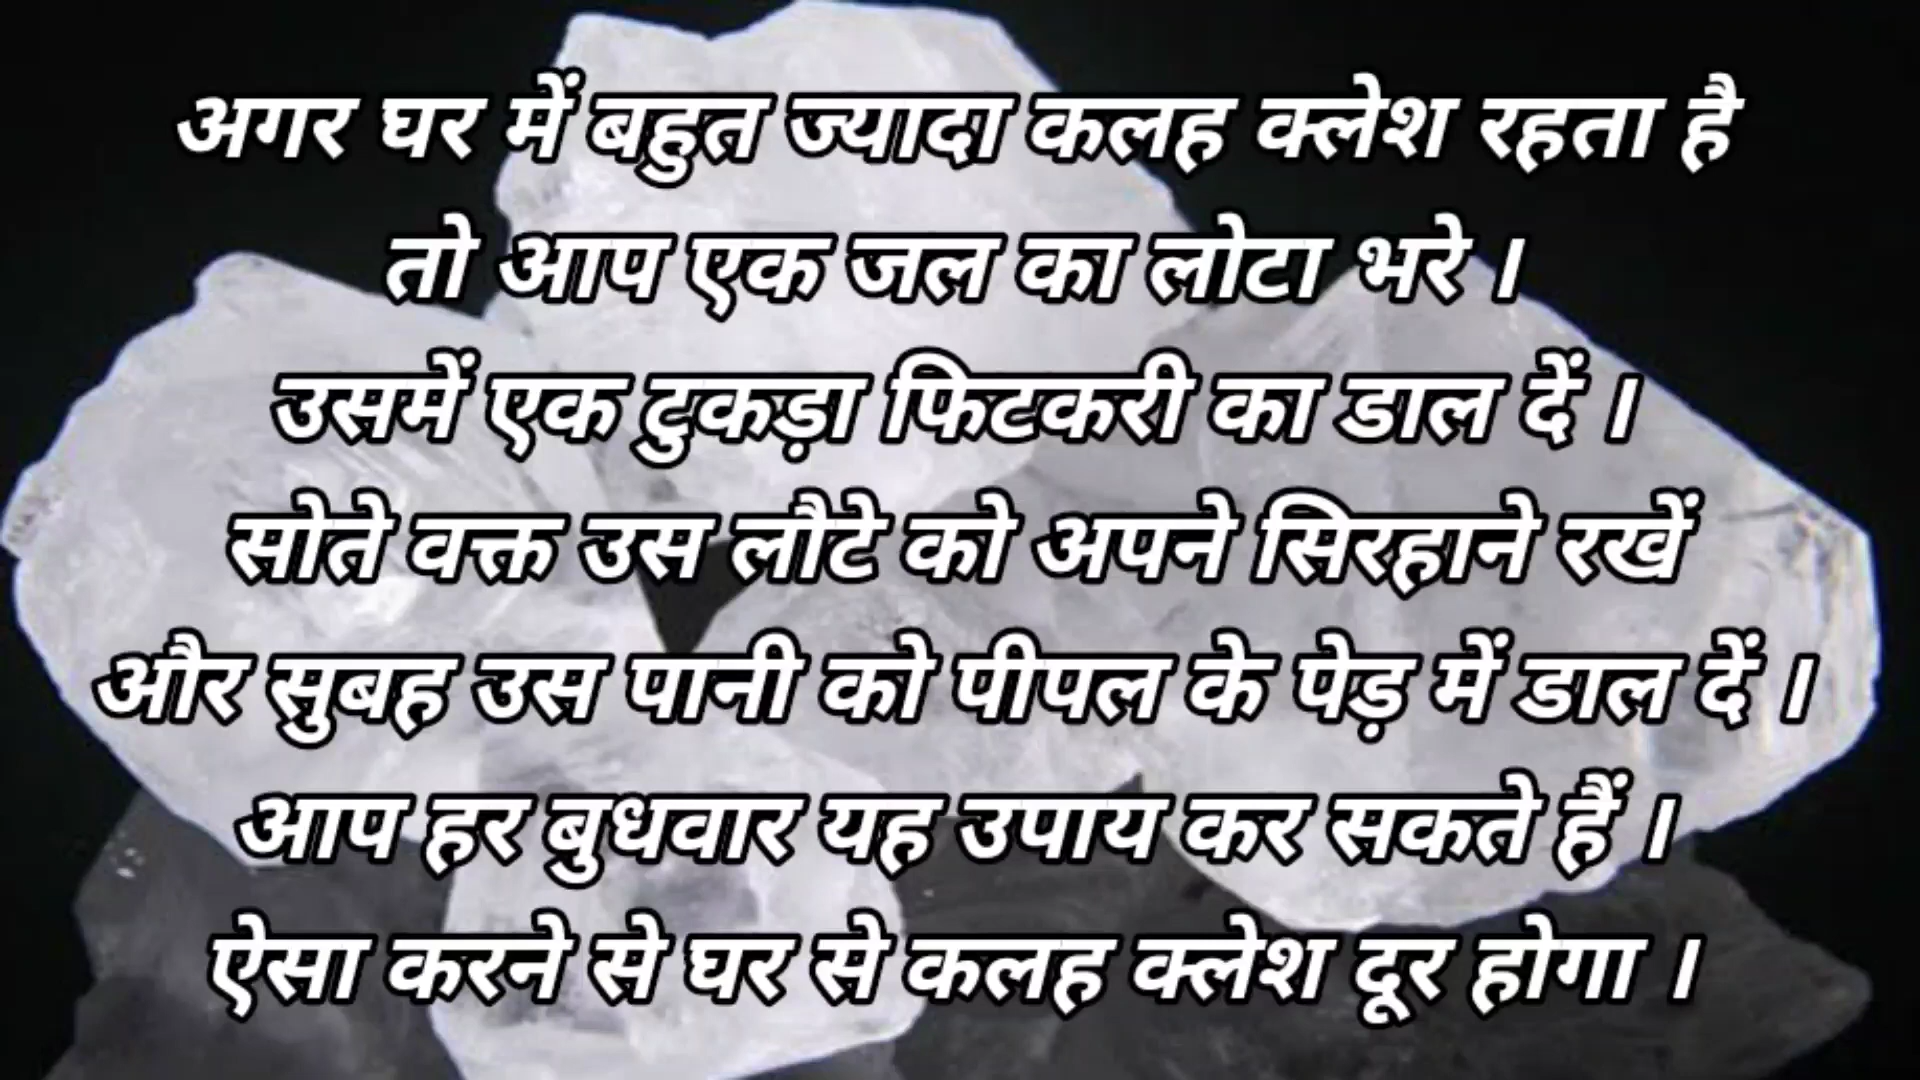 अगर घर में बहुत ज्यादा कलह क्लेश रहता है
तो आप एक जल का लोटा भरे ।
उसमें एक टुकड़ा फिटकरी का डाल दें ।
सोते वक्त उस लौटे को अपने सिरहाने रखें
और सुबह उस पानी को पीपल के पेड़ में डाल दें ।
आप हर बुधवार यह उपाय कर सकते हैं ।
ऐसा करने से घर से कलह क्लेश दूर होगा ।